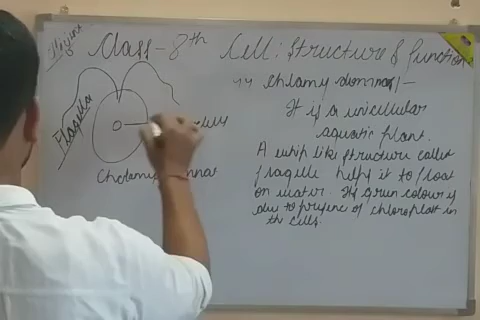 Class - 8th Cell: Structure & Function
Chlamydomonas :-
It is a unicellular
aquatic plant.
A whip like structure called
flagella helps it to float
on water. Its green colour is
due to presence of chloroplast in
the cells.
Flagella